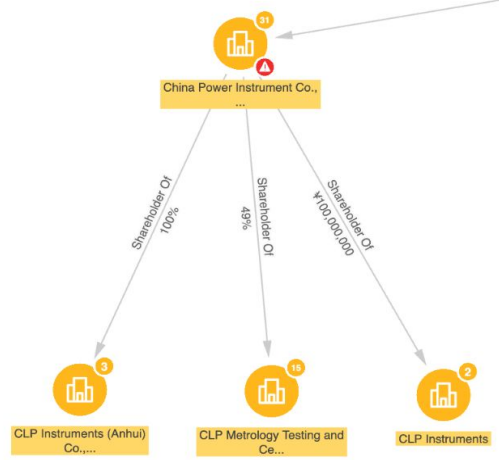 31
China Power Instrument Co.,
...
Shareholder Of
100%
Shareholder Of
49%
Shareholder Of
¥100,000,000
3
CLP Instruments (Anhui)
Co.,...
15
CLP Metrology Testing and
Ce...
2
CLP Instruments